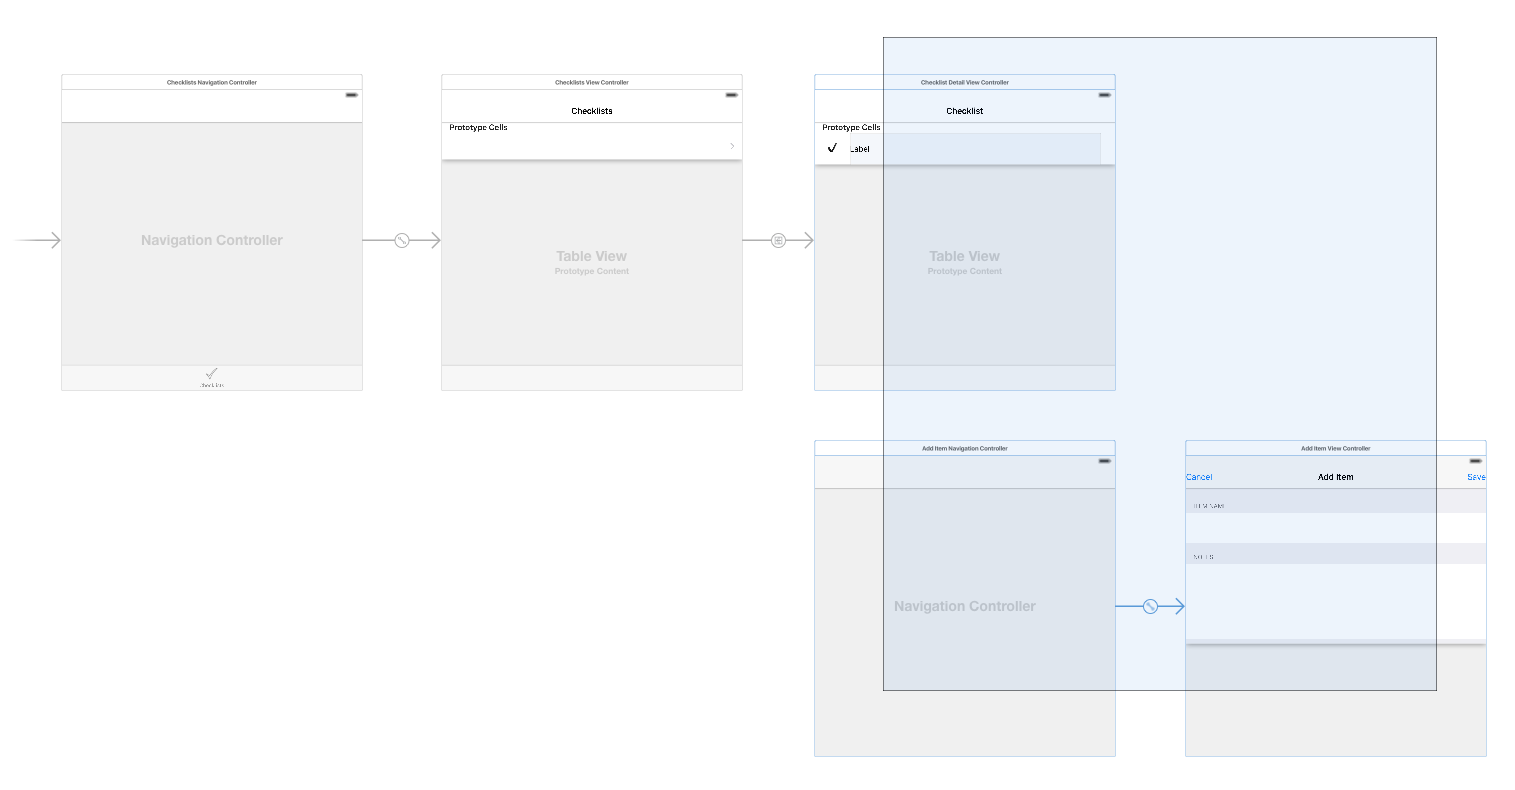 Checklists Navigation Controller
Navigation Controller
Checklists
Checklists View Controller
Checklists
Prototype Cells
Table View
Prototype Content
Checklist Detail View Controller
Checklist
Prototype Cells
Label
Table View
Prototype Content
Add Item Navigation Controller
Navigation Controller
Add Item View Controller
Cancel
Add Item
Save
ITEM NAME
NOTES